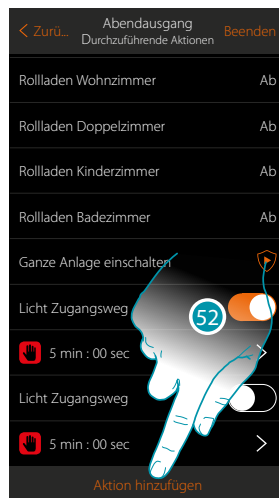 Abendausgang
< Zurü... Durchzuführende Aktionen Beenden
Rollladen Wohnzimmer Ab
Rollladen Doppelzimmer Ab
Rollladen Kinderzimmer Ab
Rollladen Badezimmer Ab
Ganze Anlage einschalten
Licht Zugangsweg
52
5 min : 00 sec >
Licht Zugangsweg
5 min : 00 sec >
Aktion hinzufügen